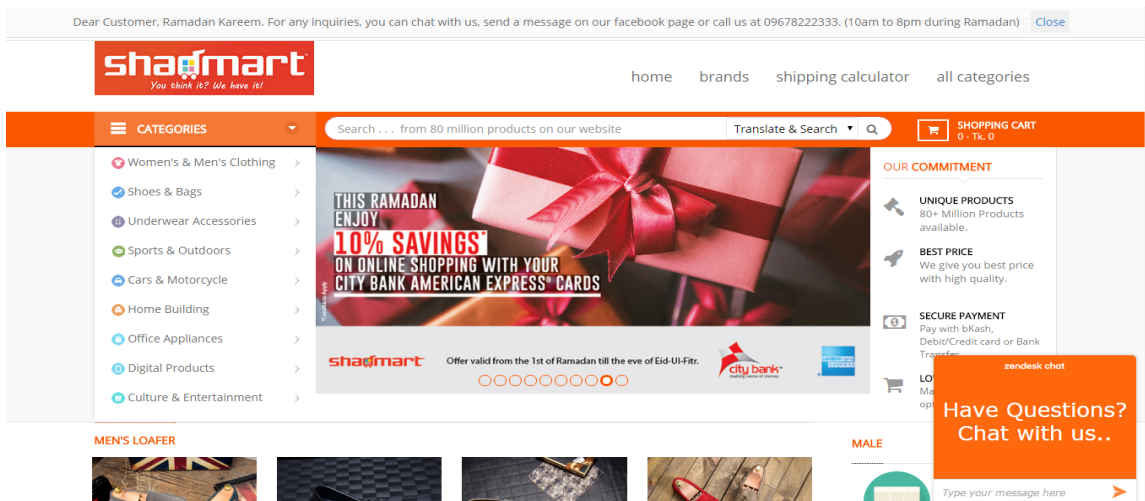 Dear Customer, Ramadan Kareem. For any inquiries, you can chat with us, send a message on our facebook page or call us at 09678222333. (10am to 8pm during Ramadan) Close
shadmart
You think it? We have it!
home brands shipping calculator all categories
CATEGORIES
Search . . . from 80 million products on our website
Translate & Search
SHOPPING CART
0 - Tk. 0
Women's & Men's Clothing
Shoes & Bags
Underwear Accessories
Sports & Outdoors
Cars & Motorcycle
Home Building
Office Appliances
Digital Products
Culture & Entertainment
THIS RAMADAN
ENJOY
10% SAVINGS*
ON ONLINE SHOPPING WITH YOUR
CITY BANK AMERICAN EXPRESS® CARDS
shadmart
Offer valid from the 1st of Ramadan till the eve of Eid-Ul-Fitr.
city bank
making sense of money
AMERICAN EXPRESS
OUR COMMITMENT
UNIQUE PRODUCTS
80+ Million Products
available.
BEST PRICE
We give you best price
with high quality.
SECURE PAYMENT
Pay with bKash,
Debit/Credit card or Bank
Transfer
zendesk chat
Have Questions?
Chat with us..
Type your message here
MEN'S LOAFER
MALE